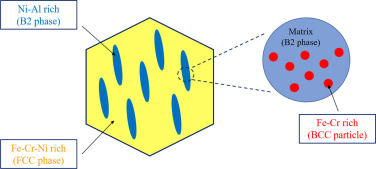 Ni-Al rich
(B2 phase)
Matrix
(B2 phase)
Fe-Cr-Ni rich
(FCC phase)
Fe-Cr rich
(BCC particle)